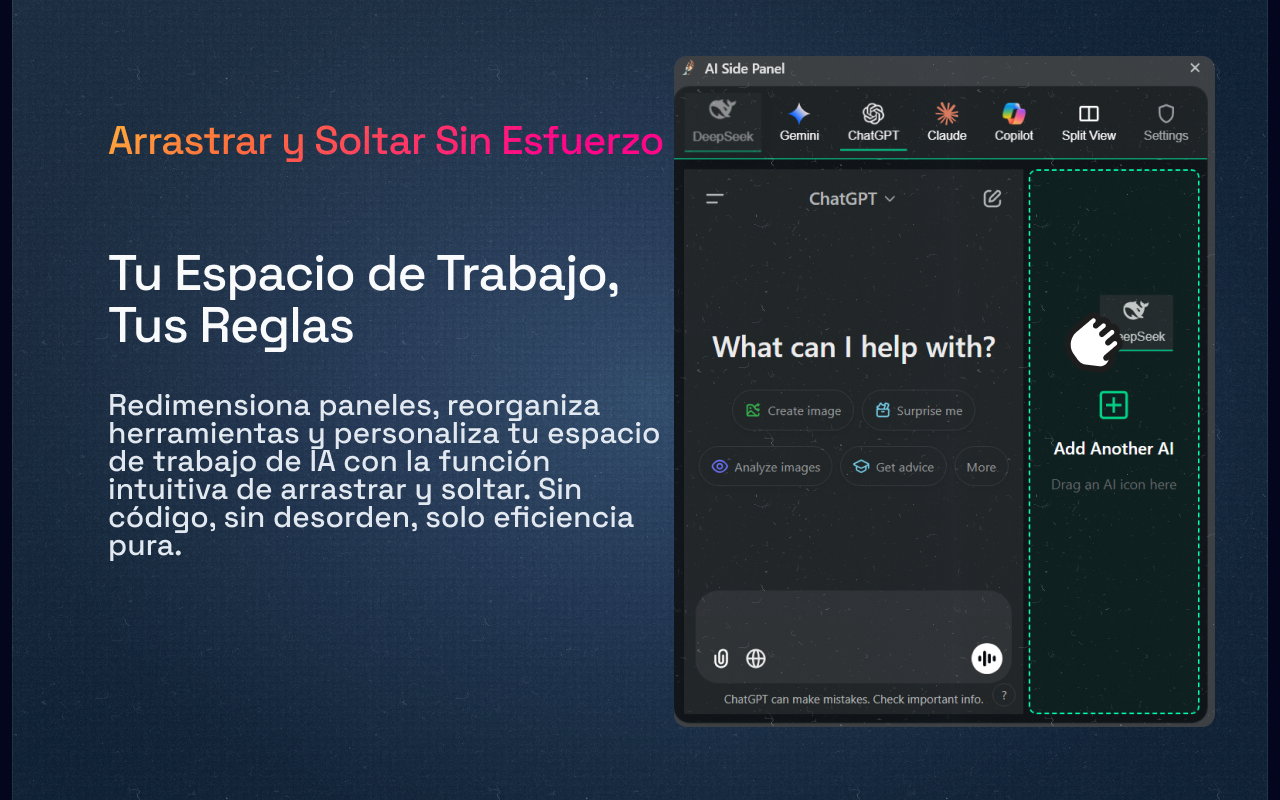 Arrastrar y Soltar Sin Esfuerzo
Tu Espacio de Trabajo,
Tus Reglas
Redimensiona paneles, reorganiza
herramientas y personaliza tu espacio
de trabajo de IA con la función
intuitiva de arrastrar y soltar. Sin
código, sin desorden, solo eficiencia
pura.
AI Side Panel
DeepSeek Gemini ChatGPT Claude Copilot Split View Settings
ChatGPT
What can I help with?
Create image Surprise me
Analyze images Get advice More
ChatGPT can make mistakes. Check important info. ?
epSeek
Add Another AI
Drag an AI icon here